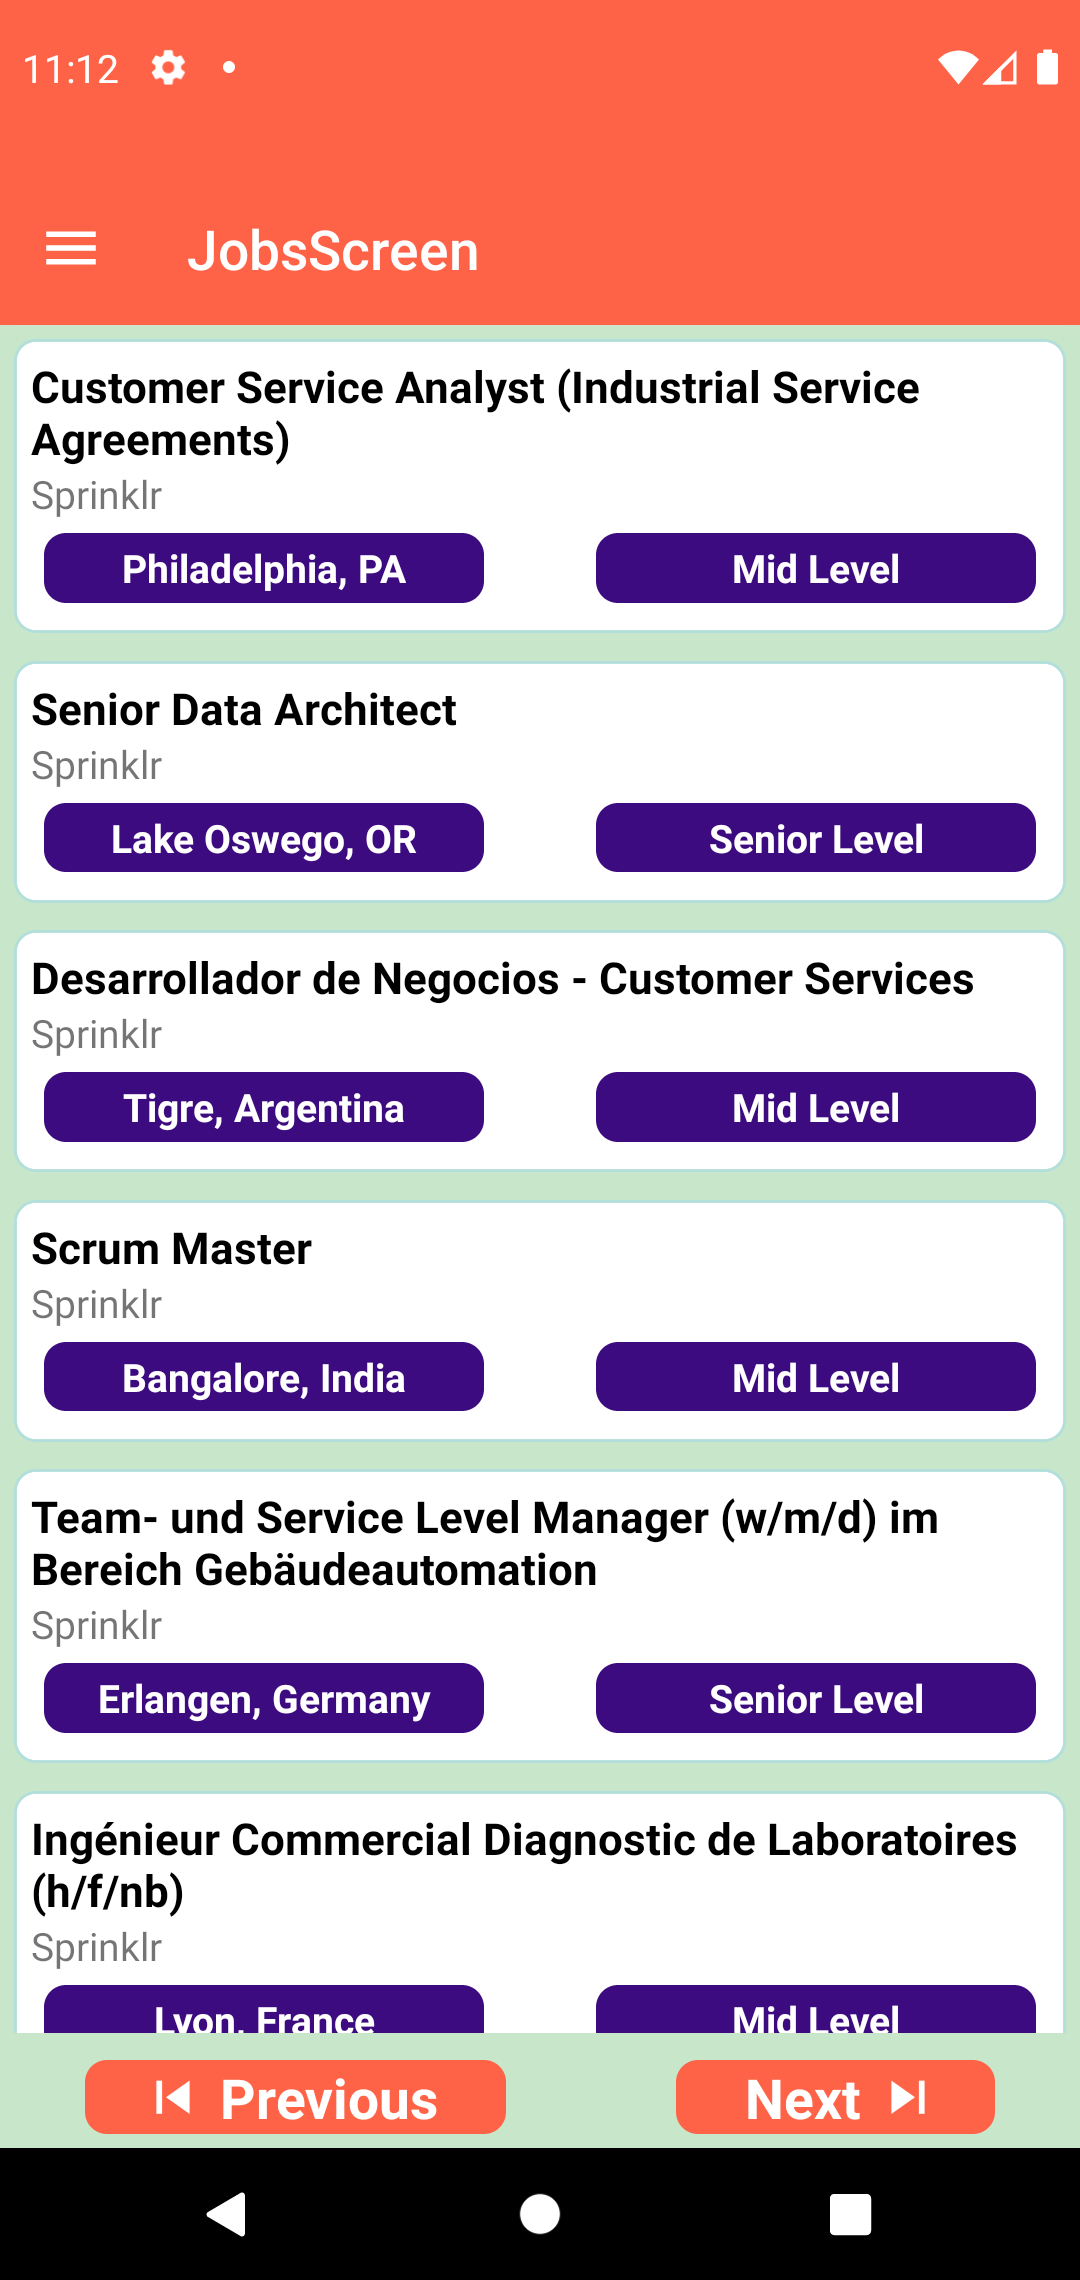 11:12
JobsScreen
Customer Service Analyst (Industrial Service
Agreements)
Sprinklr
Philadelphia, PA
Mid Level
Senior Data Architect
Sprinklr
Lake Oswego, OR
Senior Level
Desarrollador de Negocios - Customer Services
Sprinklr
Tigre, Argentina
Mid Level
Scrum Master
Sprinklr
Bangalore, India
Mid Level
Team- und Service Level Manager (w/m/d) im
Bereich Gebäudeautomation
Sprinklr
Erlangen, Germany
Senior Level
Ingénieur Commercial Diagnostic de Laboratoires
(h/f/nb)
Sprinklr
Lyon, France
Mid Level
Previous
Next